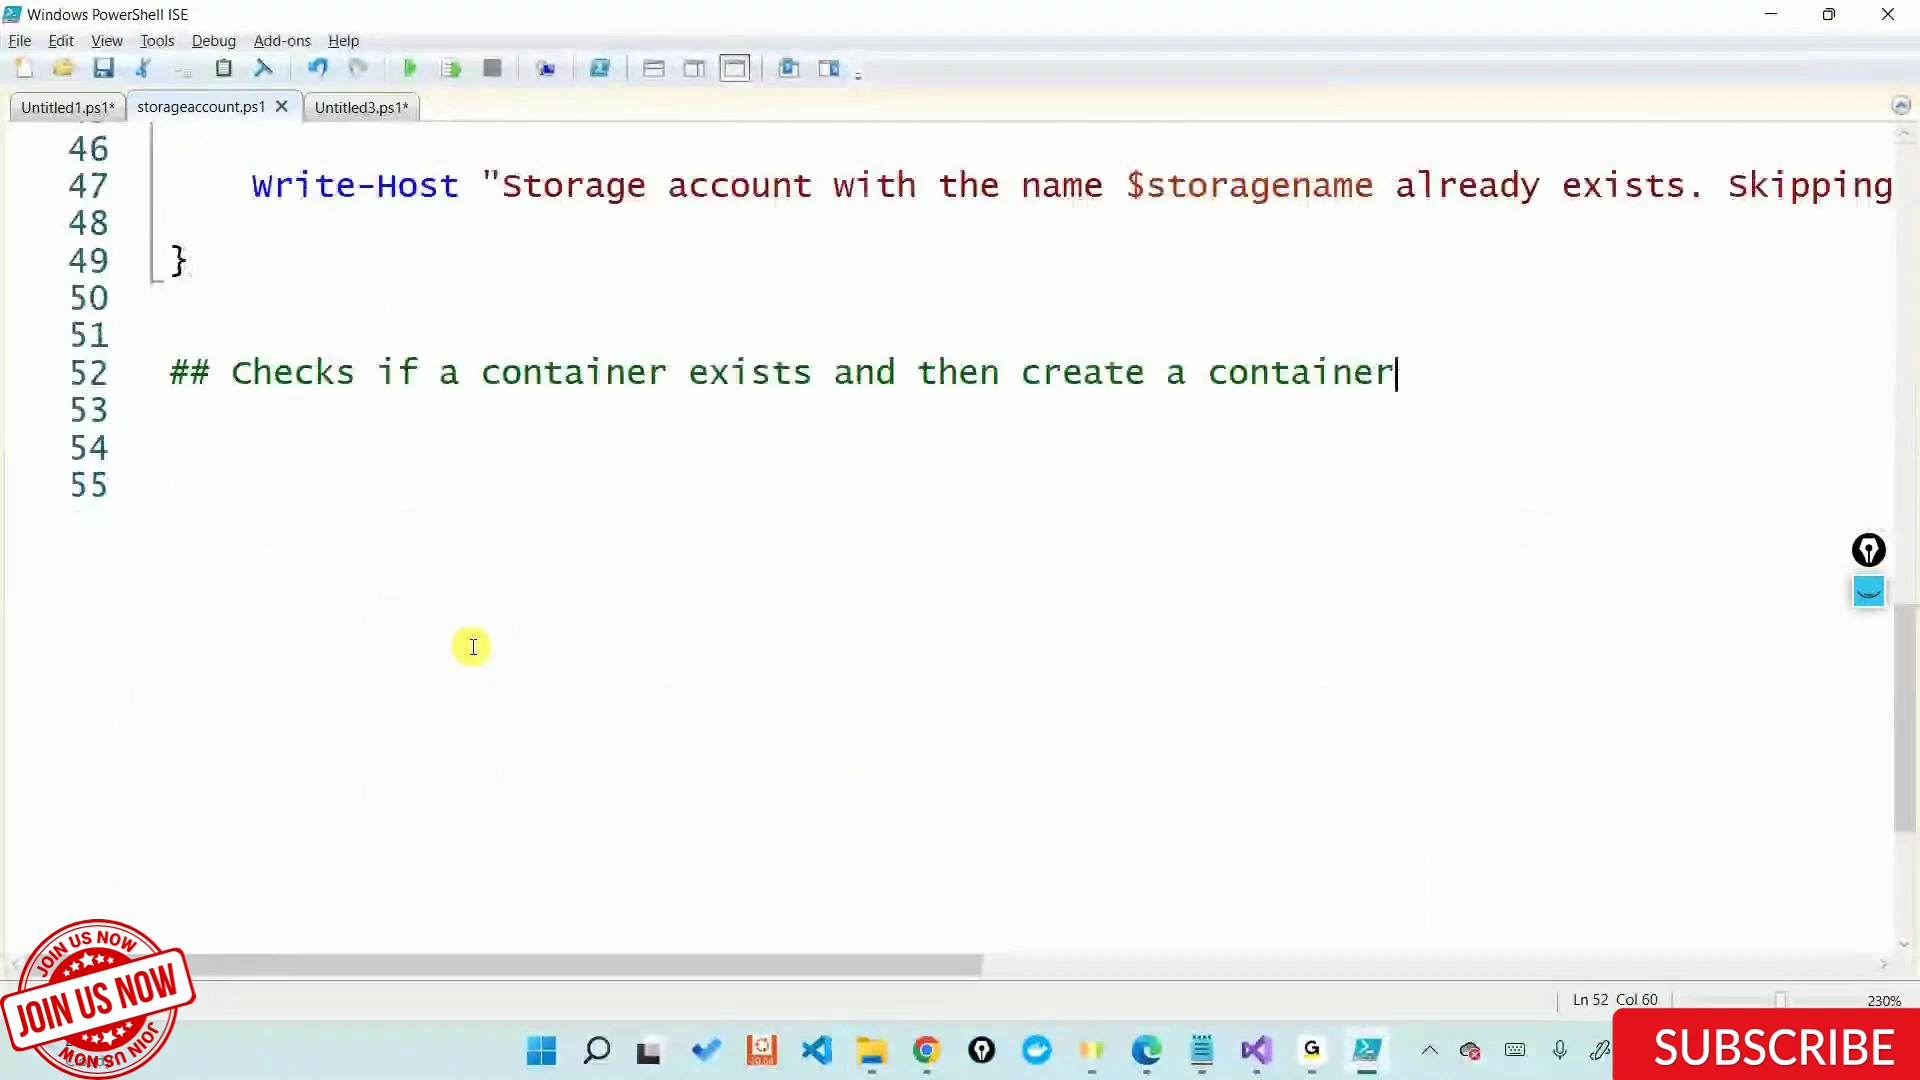 Windows PowerShell ISE
File Edit View Tools Debug Add-ons Help
Untitled1.ps1* storageaccount.ps1 Untitled3.ps1*
46
47 Write-Host "Storage account with the name $storagename already exists. Skipping
48
49 }
50
51
52 ## Checks if a container exists and then create a container
53
54
55
Ln 52 Col 60 230%
JOIN US NOW
JOIN US NOW
JOIN US NOW
SUBSCRIBE